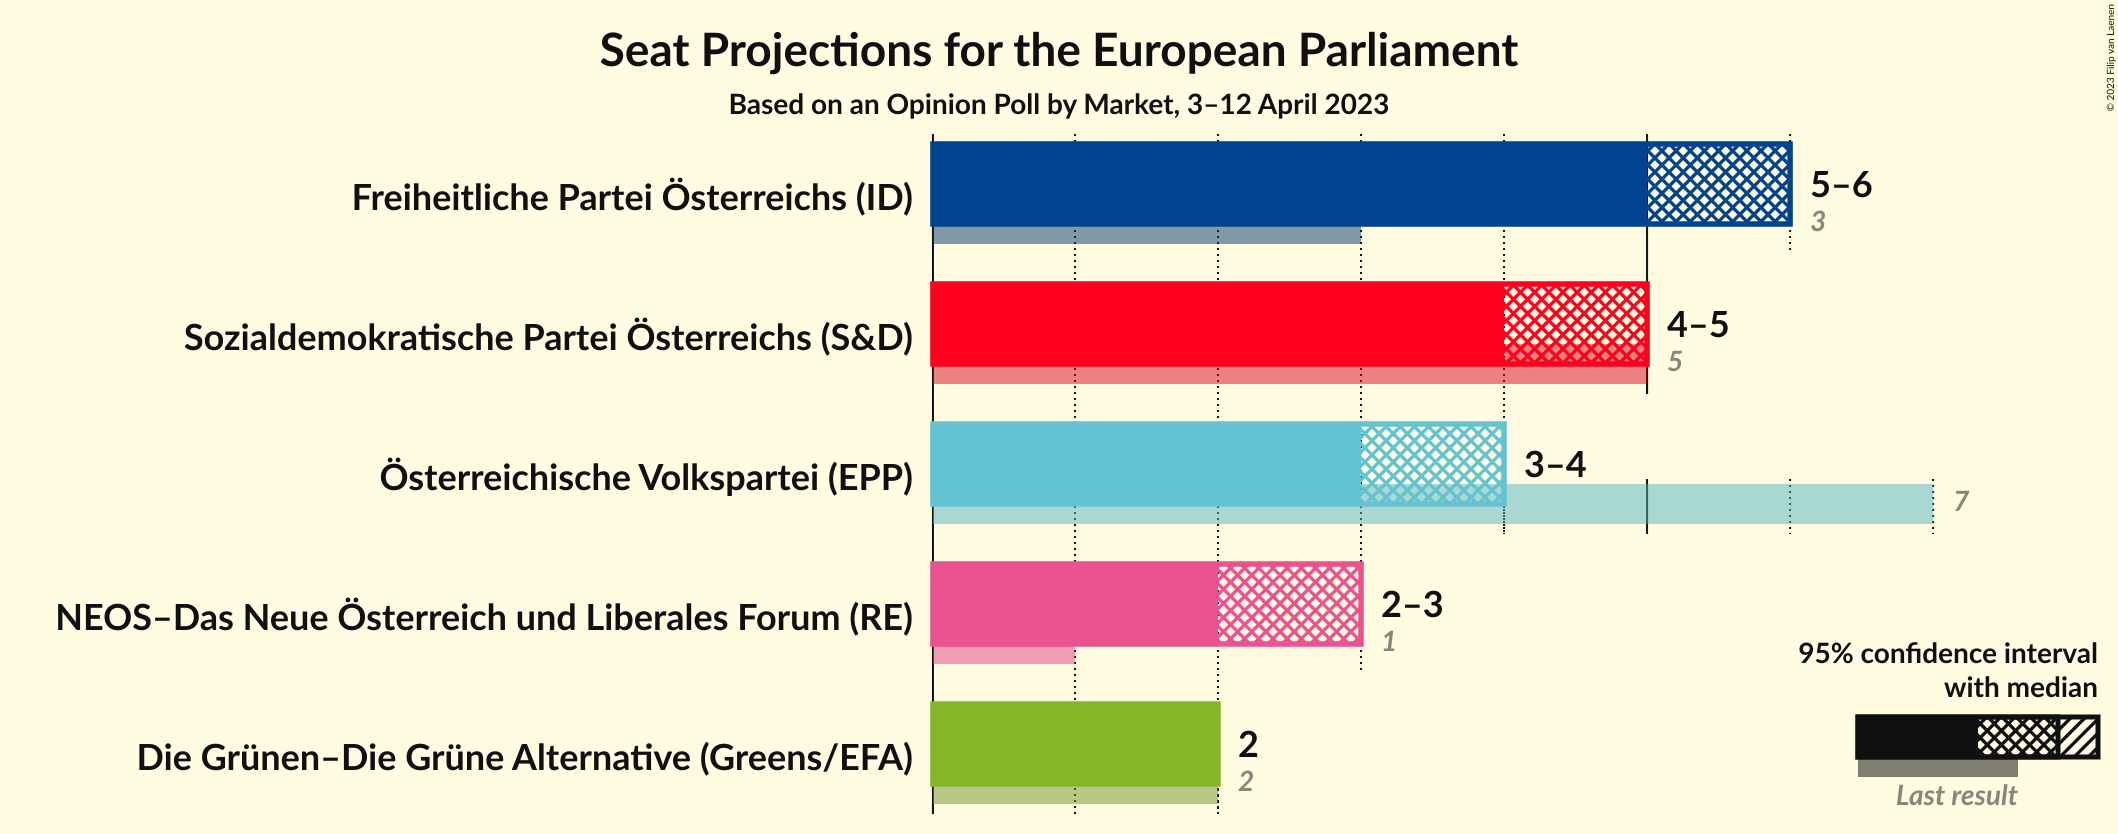 Seat Projections for the European Parliament
Based on an Opinion Poll by Market, 3–12 April 2023
© 2023 Filip van Laenen
Freiheitliche Partei Österreichs (ID)
5–6
3
Sozialdemokratische Partei Österreichs (S&D)
4–5
5
Österreichische Volkspartei (EPP)
3–4
7
NEOS–Das Neue Österreich und Liberales Forum (RE)
2–3
1
Die Grünen–Die Grüne Alternative (Greens/EFA)
2
2
95% confidence interval
with median
Last result